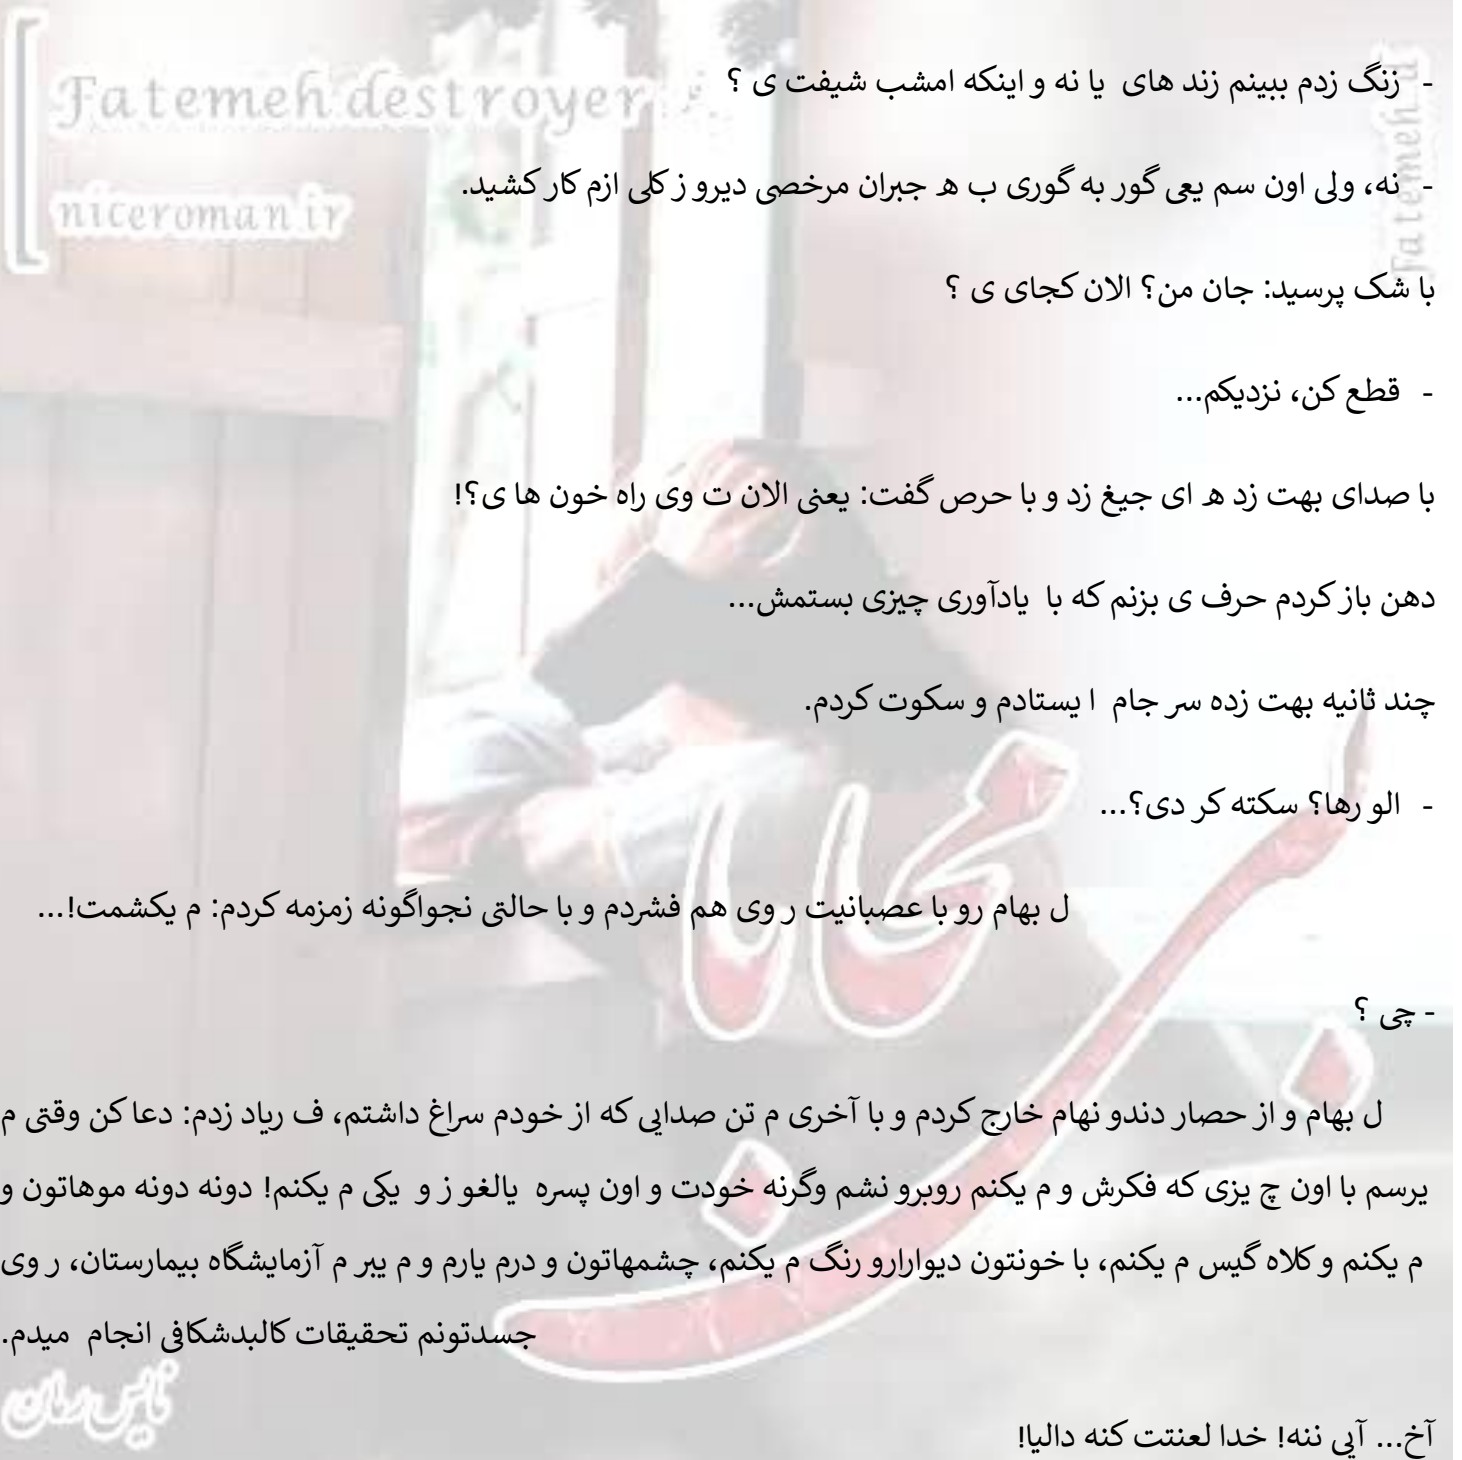 Fatemeh.destroyer
niceroman.ir
Fatemeh.d
- زنگ زدم ببینم زند های یا نه و اینکه امشب شیفت ی ؟
- نه، ولی اون سم یعی گور به گوری ب ه جبران مرخصی دیرو ز کلی ازم کار کشید.
با شک پرسید: جان من؟ الان کجای ی ؟
- قطع کن، نزدیکم...
با صدای بهت زد ه ای جیغ زد و با حرص گفت: یعنی الان ت وی راه خون ها ی؟!
دهن باز کردم حرف ی بزنم که با یادآوری چیزی بستمش...
چند ثانیه بهت زده سر جام ا یستادم و سکوت کردم.
- الو رها؟ سکته کر دی؟...
ل بهام رو با عصبانیت ر وی هم فشردم و با حالتی نجواگونه زمزمه کردم: م یکشمت!...
- چی ؟
ل بهام و از حصار دندو نهام خارج کردم و با آخری م تن صدایی که از خودم سراغ داشتم، ف ریاد زدم: دعا کن وقتی م
یرسم با اون چ یزی که فکرش و م یکنم روبرو نشم وگرنه خودت و اون پسره یالغو ز و یکی م یکنم! دونه دونه موهاتون و
م یکنم و کلاه گیس م یکنم، با خونتون دیوارارو رنگ م یکنم، چشمهاتون و درم یارم و م یبر م آزمایشگاه بیمارستان، ر وی
جسدتونم تحقیقات کالبدشکافی انجام میدم.
آخ... آیی ننه! خدا لعنتت کنه دالیا!
بن
محابا
نایس رمان